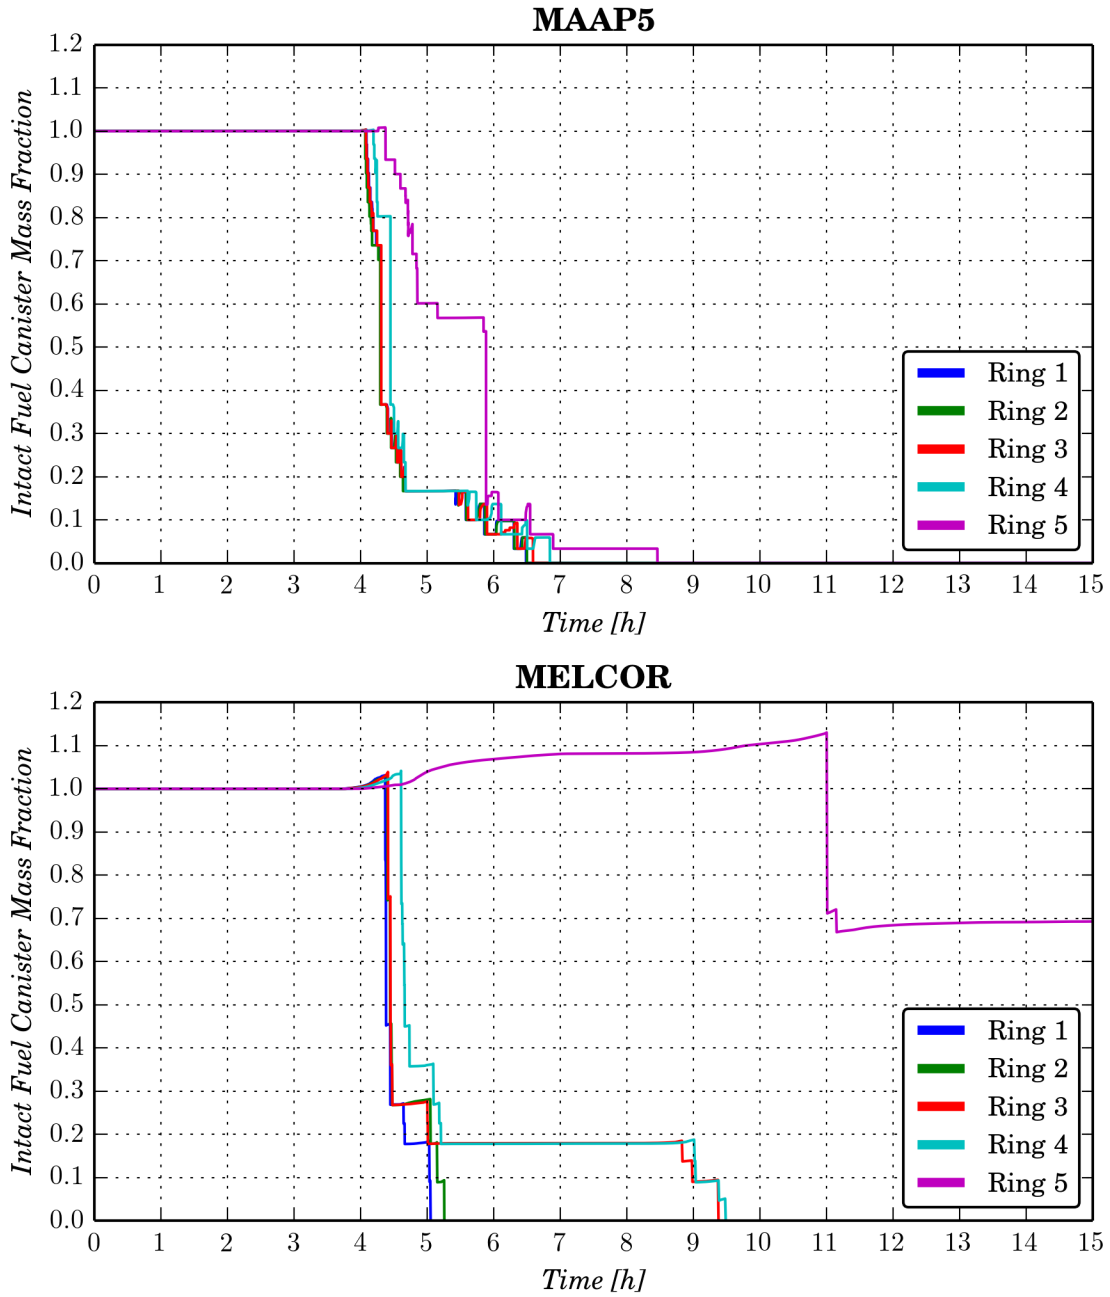 MAAP5
1.2
1.1
1.0
0.9
0.8
0.7
0.6
0.5
0.4
0.3
0.2
0.1
0.0
Intact Fuel Canister Mass Fraction
Ring 1
Ring 2
Ring 3
Ring 4
Ring 5
0 1 2 3 4 5 6 7 8 9 10 11 12 13 14 15
Time [h]
MELCOR
1.2
1.1
1.0
0.9
0.8
0.7
0.6
0.5
0.4
0.3
0.2
0.1
0.0
Intact Fuel Canister Mass Fraction
Ring 1
Ring 2
Ring 3
Ring 4
Ring 5
0 1 2 3 4 5 6 7 8 9 10 11 12 13 14 15
Time [h]